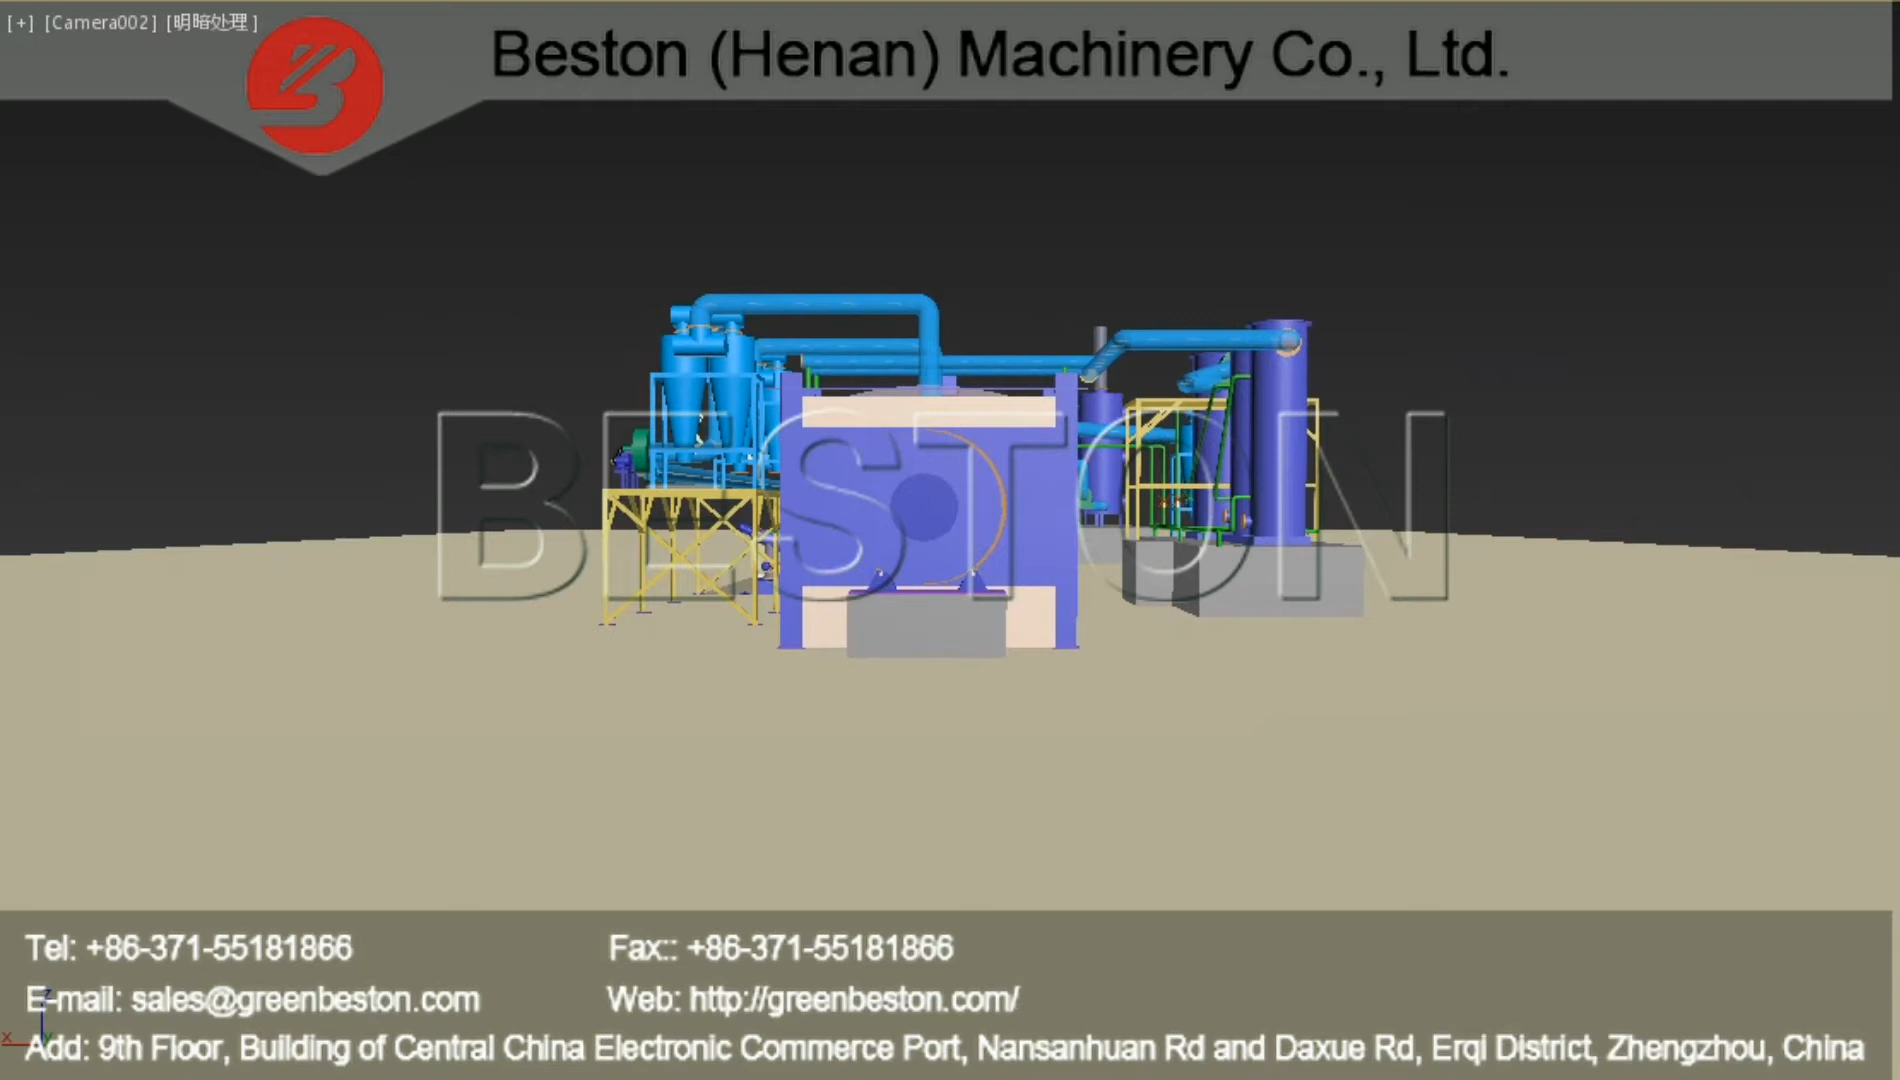 [+] [Camera002] [明暗处理]
Beston (Henan) Machinery Co., Ltd.
BESTON
Tel: +86-371-55181866
Fax:: +86-371-55181866
E-mail: sales@greenbeston.com
Web: http://greenbeston.com/
Add: 9th Floor, Building of Central China Electronic Commerce Port, Nansanhuan Rd and Daxue Rd, Erqi District, Zhengzhou, China
x
z